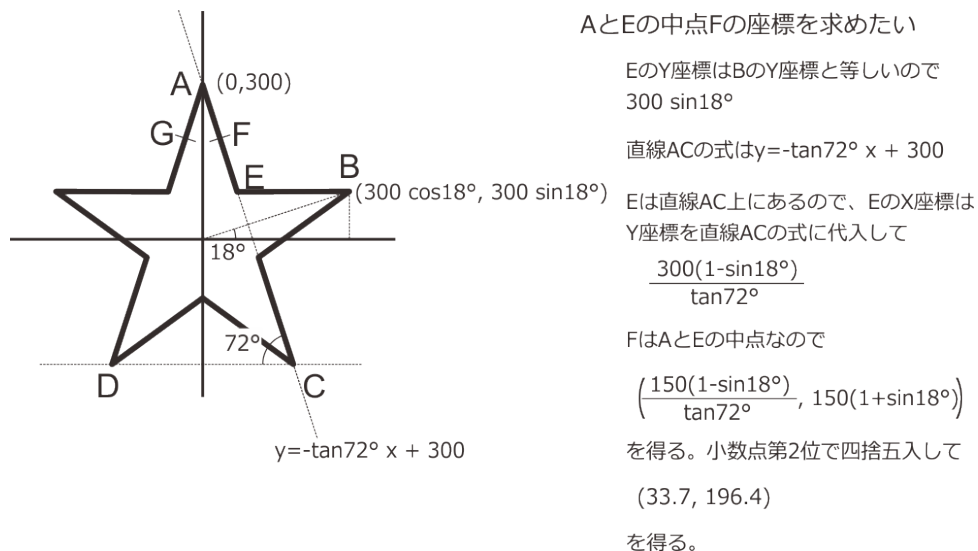 AとEの中点Fの座標を求めたい
EのY座標はBのY座標と等しいので
300 sin18°
直線ACの式はy=-tan72° x + 300
Eは直線AC上にあるので、EのX座標は
Y座標を直線ACの式に代入して
300(1-sin18°)
tan72°
FはAとEの中点なので
(150(1-sin18°)/tan72°, 150(1+sin18°))
を得る。小数点第2位で四捨五入して
(33.7, 196.4)
を得る。
A
(0,300)
G
F
E
B
(300 cos18°, 300 sin18°)
18°
72°
D
C
y=-tan72° x + 300